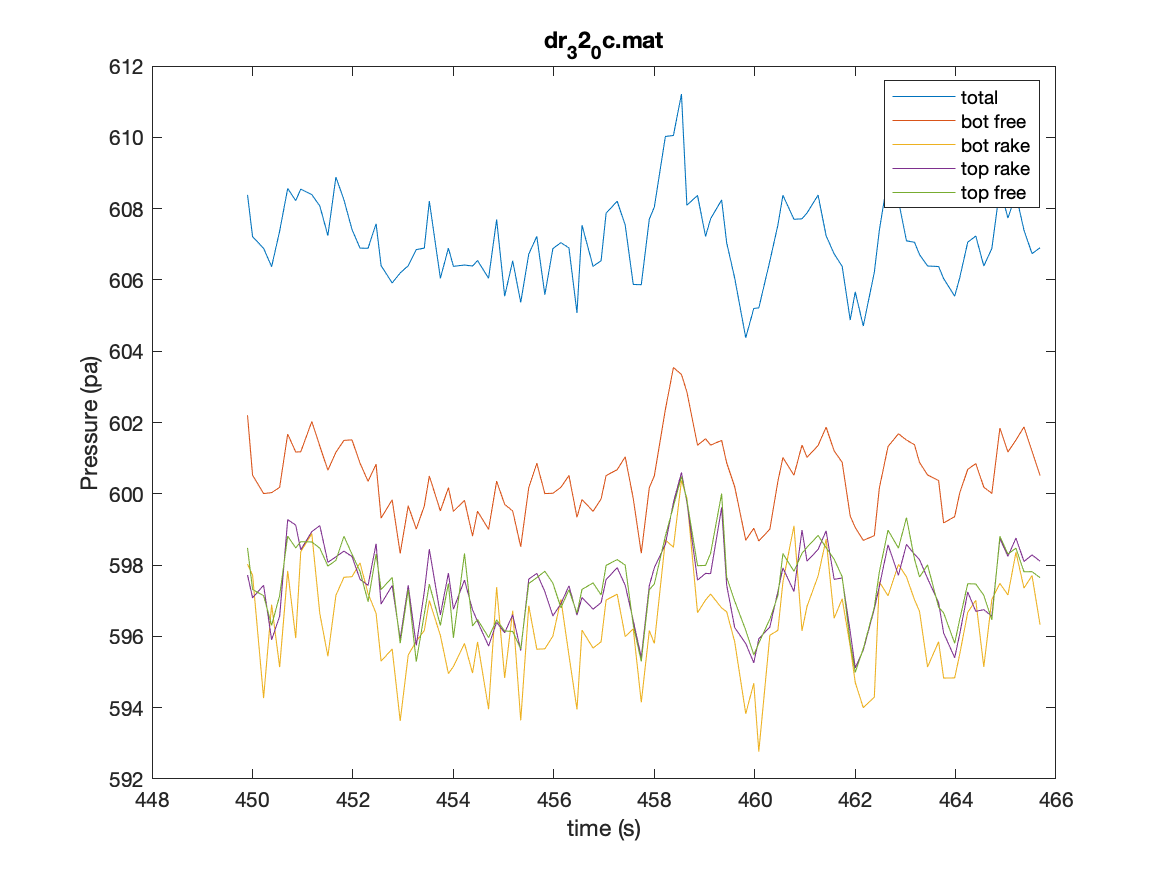 dr₃2₀c.mat
612
610
608
606
604
602
600
598
596
594
592
Pressure (pa)
total
bot free
bot rake
top rake
top free
448 450 452 454 456 458 460 462 464 466
time (s)